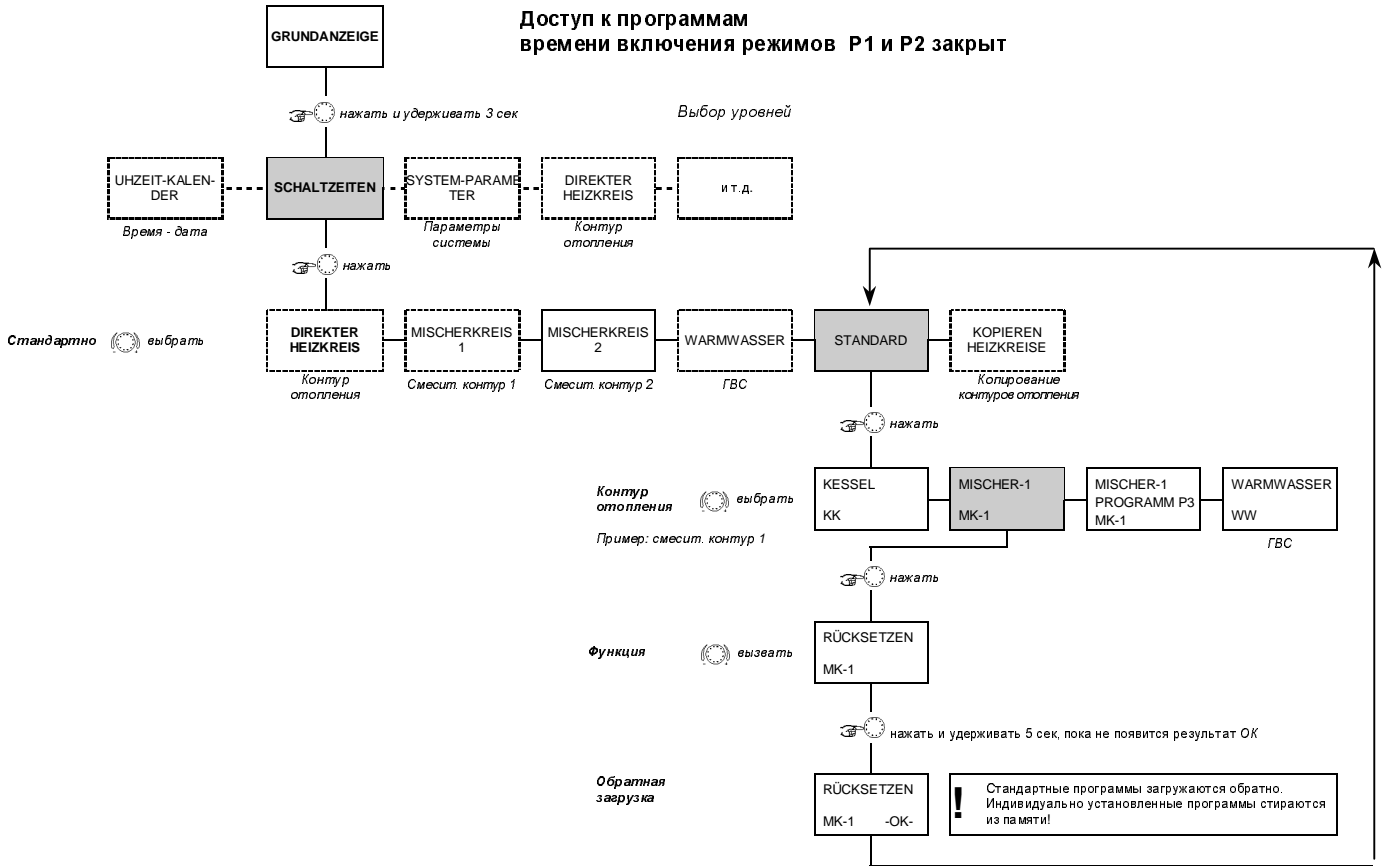 Доступ к программам
времени включения режимов P1 и P2 закрыт
GRUNDANZEIGE
нажать и удерживать 3 сек
Выбор уровней
UHZEIT-KALEN-
DER
SCHALTZEITEN
SYSTEM-PARAME
TER
DIREKTER
HEIZKREIS
и т.д.
Время - дата
Параметры
системы
Контур
отопления
нажать
Стандартно
выбрать
DIREKTER
HEIZKREIS
MISCHERKREIS
1
MISCHERKREIS
2
WARMWASSER
STANDARD
KOPIEREN
HEIZKREISE
Контур
отопления
Смесит. контур 1
Смесит. контур 2
ГВС
Копирование
контуров отопления
нажать
Контур
отопления
выбрать
KESSEL
KK
MISCHER-1
MK-1
MISCHER-1
PROGRAMM P3
MK-1
WARMWASSER
WW
Пример: смесит. контур 1
ГВС
нажать
Функция
вызвать
RÜCKSETZEN
MK-1
нажать и удерживать 5 сек, пока не появится результат ОК
Обратная
загрузка
RÜCKSETZEN
MK-1 -OK-
!
Стандартные программы загружаются обратно.
Индивидуально установленные программы стираются
из памяти!